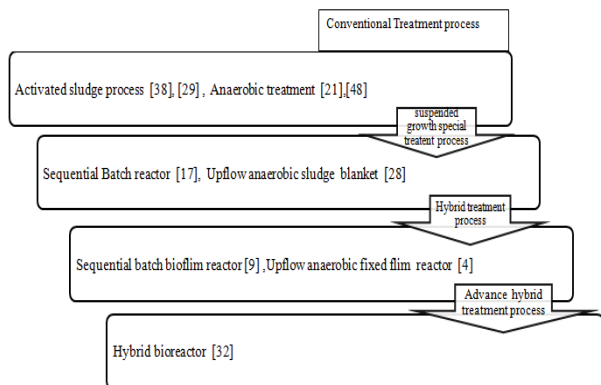 Conventional Treatment process
Activated sludge process [38], [29] , Anaerobic treatment [21],[48]
suspended
growth special
treatent process
Sequential Batch reactor [17], Upflow anaerobic sludge blanket [28]
Hybrid treatment
process
Sequential batch bioflim reactor [9] ,Upflow anaerobic fixed flim reactor [4]
Advance hybrid
treatment process
Hybrid bioreactor [32]